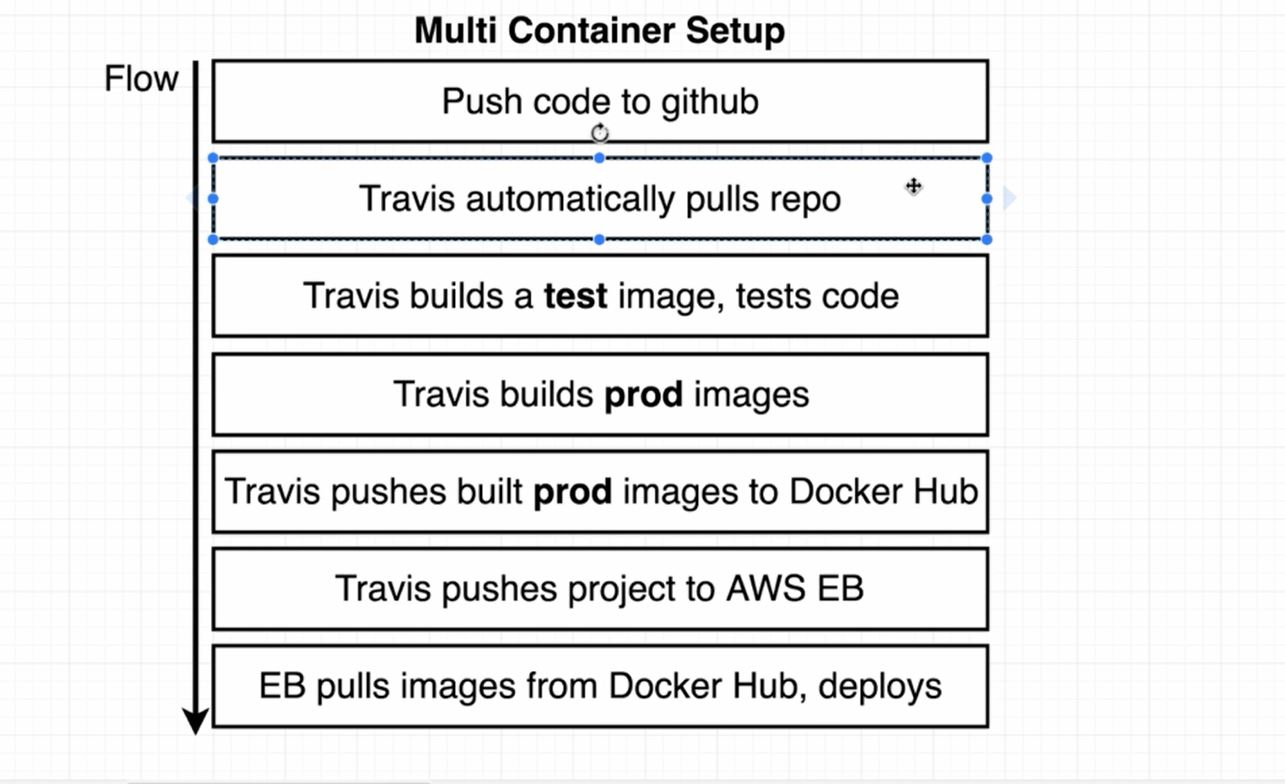 Multi Container Setup
Flow
Push code to github
Travis automatically pulls repo
Travis builds a test image, tests code
Travis builds prod images
Travis pushes built prod images to Docker Hub
Travis pushes project to AWS EB
EB pulls images from Docker Hub, deploys